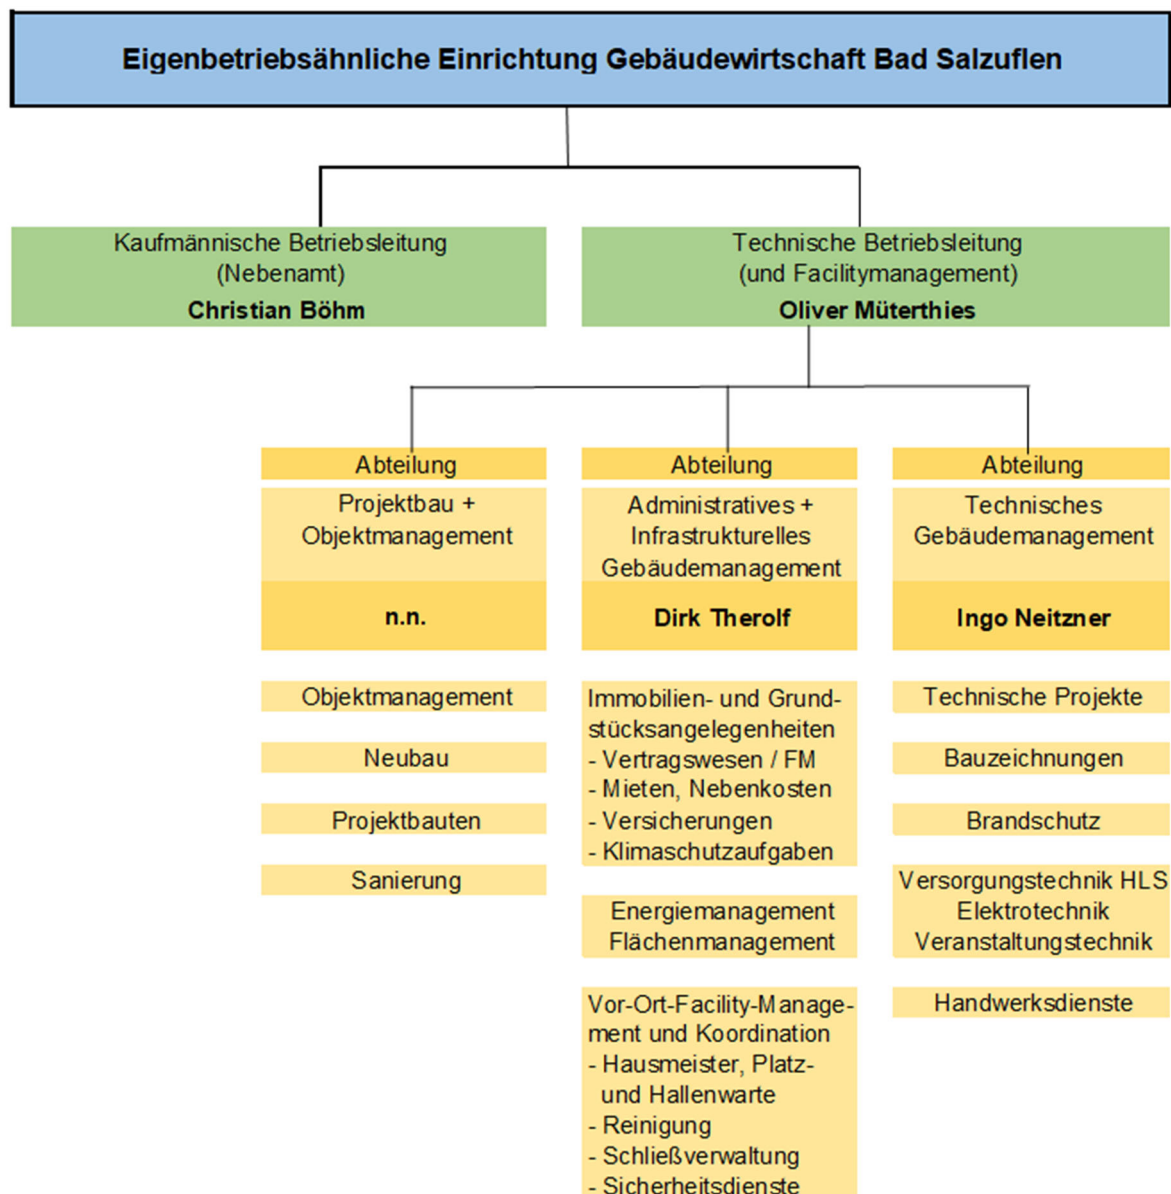 Eigenbetriebsähnliche Einrichtung Gebäudewirtschaft Bad Salzuflen
Kaufmännische Betriebsleitung
(Nebenamt)
Christian Böhm
Technische Betriebsleitung
(und Facilitymanagement)
Oliver Müterthies
Abteilung
Projektbau +
Objektmanagement
n.n.
Objektmanagement
Neubau
Projektbauten
Sanierung
Abteilung
Administratives +
Infrastrukturelles
Gebäudemanagement
Dirk Therolf
Immobilien- und Grund-
stücksangelegenheiten
- Vertragswesen / FM
- Mieten, Nebenkosten
- Versicherungen
- Klimaschutzaufgaben
Energiemanagement
Flächenmanagement
Vor-Ort-Facility-Manage-
ment und Koordination
- Hausmeister, Platz-
und Hallenwarte
- Reinigung
- Schließverwaltung
- Sicherheitsdienste
Abteilung
Technisches
Gebäudemanagement
Ingo Neitzner
Technische Projekte
Bauzeichnungen
Brandschutz
Versorgungstechnik HLS
Elektrotechnik
Veranstaltungstechnik
Handwerksdienste